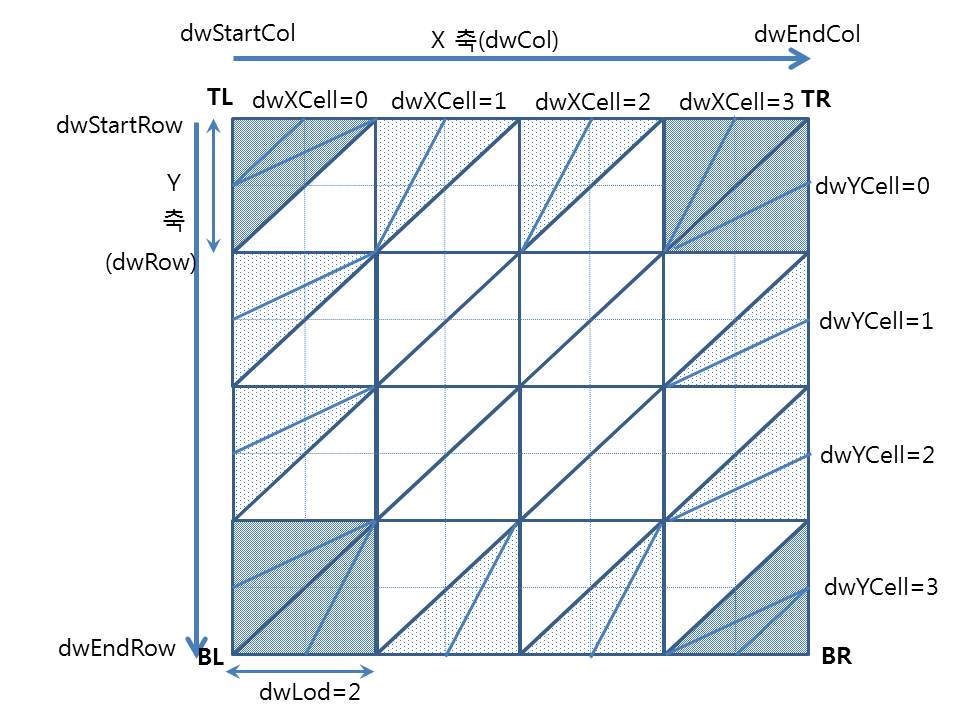 dwStartCol
X 축(dwCol)
dwEndCol
TL
dwXCell=0
dwXCell=1
dwXCell=2
dwXCell=3
TR
dwStartRow
Y
축
(dwRow)
dwYCell=0
dwYCell=1
dwYCell=2
dwYCell=3
dwEndRow
BL
BR
dwLod=2